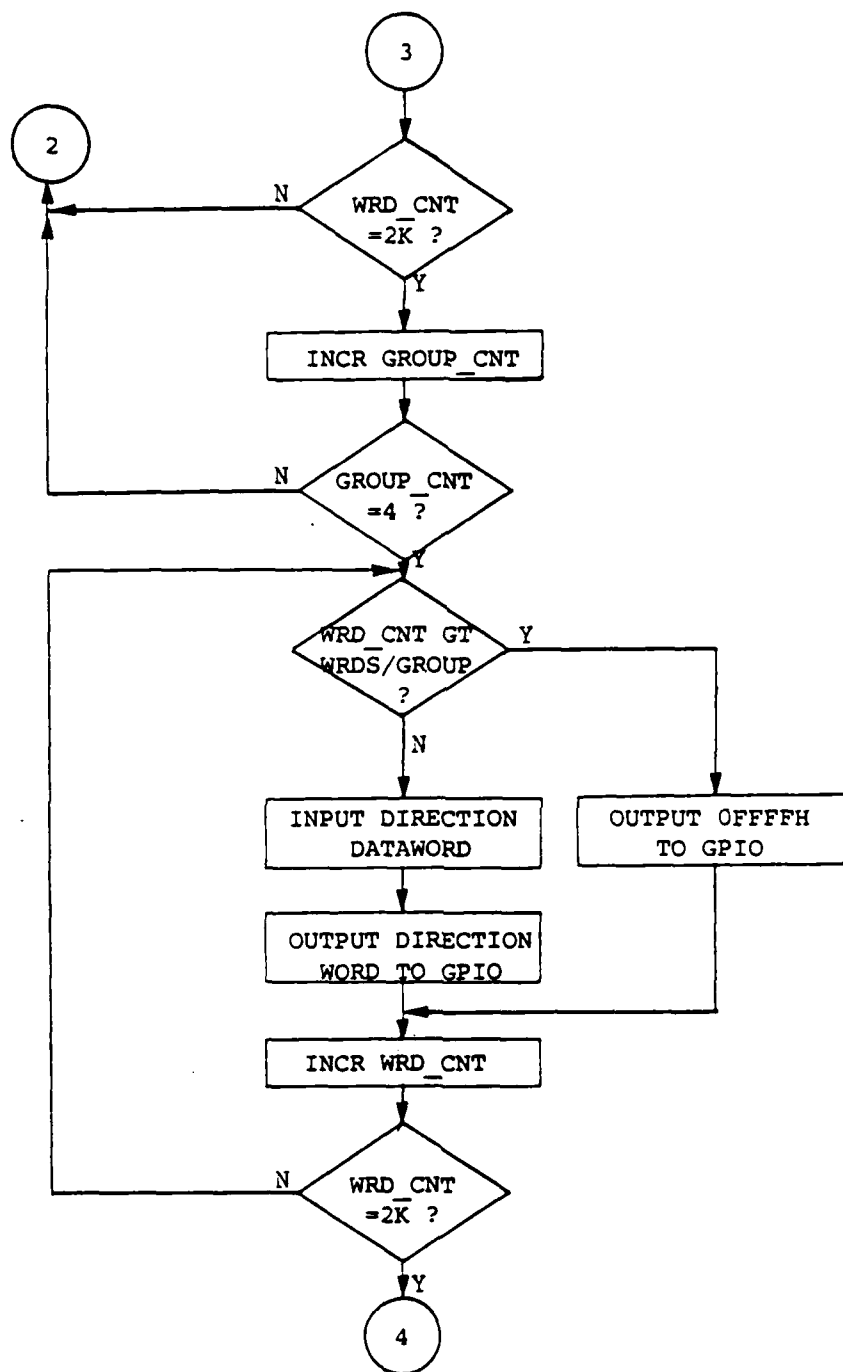 3
2
N
WRD_CNT
=2K ?
Y
INCR GROUP_CNT
N
GROUP_CNT
=4 ?
Y
WRD_CNT GT
WRDS/GROUP
?
Y
N
INPUT DIRECTION
DATAWORD
OUTPUT 0FFFFH
TO GPIO
OUTPUT DIRECTION
WORD TO GPIO
INCR WRD_CNT
N
WRD_CNT
=2K ?
Y
4